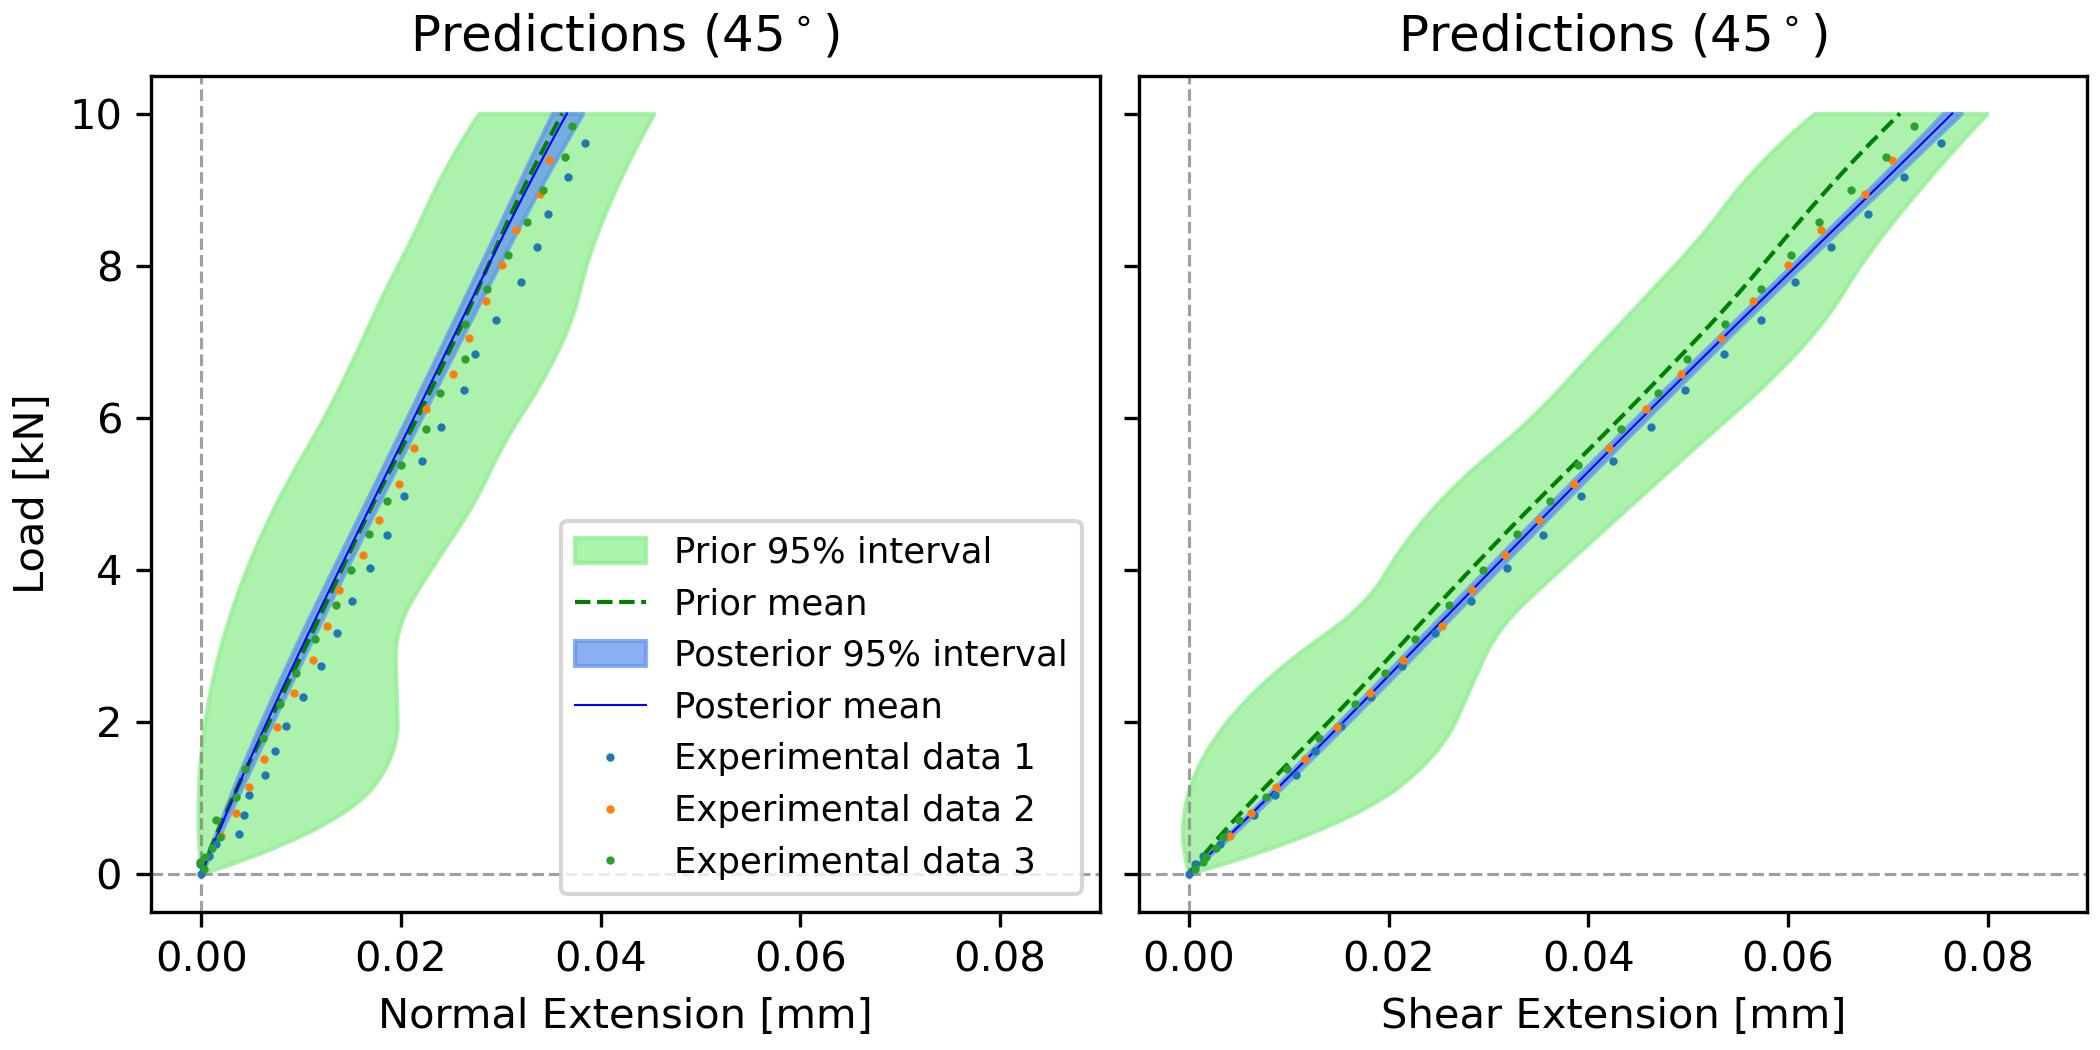 Predictions (45°)
Predictions (45°)
Load [kN]
10
8
6
4
2
0
Prior 95% interval
Prior mean
Posterior 95% interval
Posterior mean
Experimental data 1
Experimental data 2
Experimental data 3
0.00 0.02 0.04 0.06 0.08
0.00 0.02 0.04 0.06 0.08
Normal Extension [mm]
Shear Extension [mm]